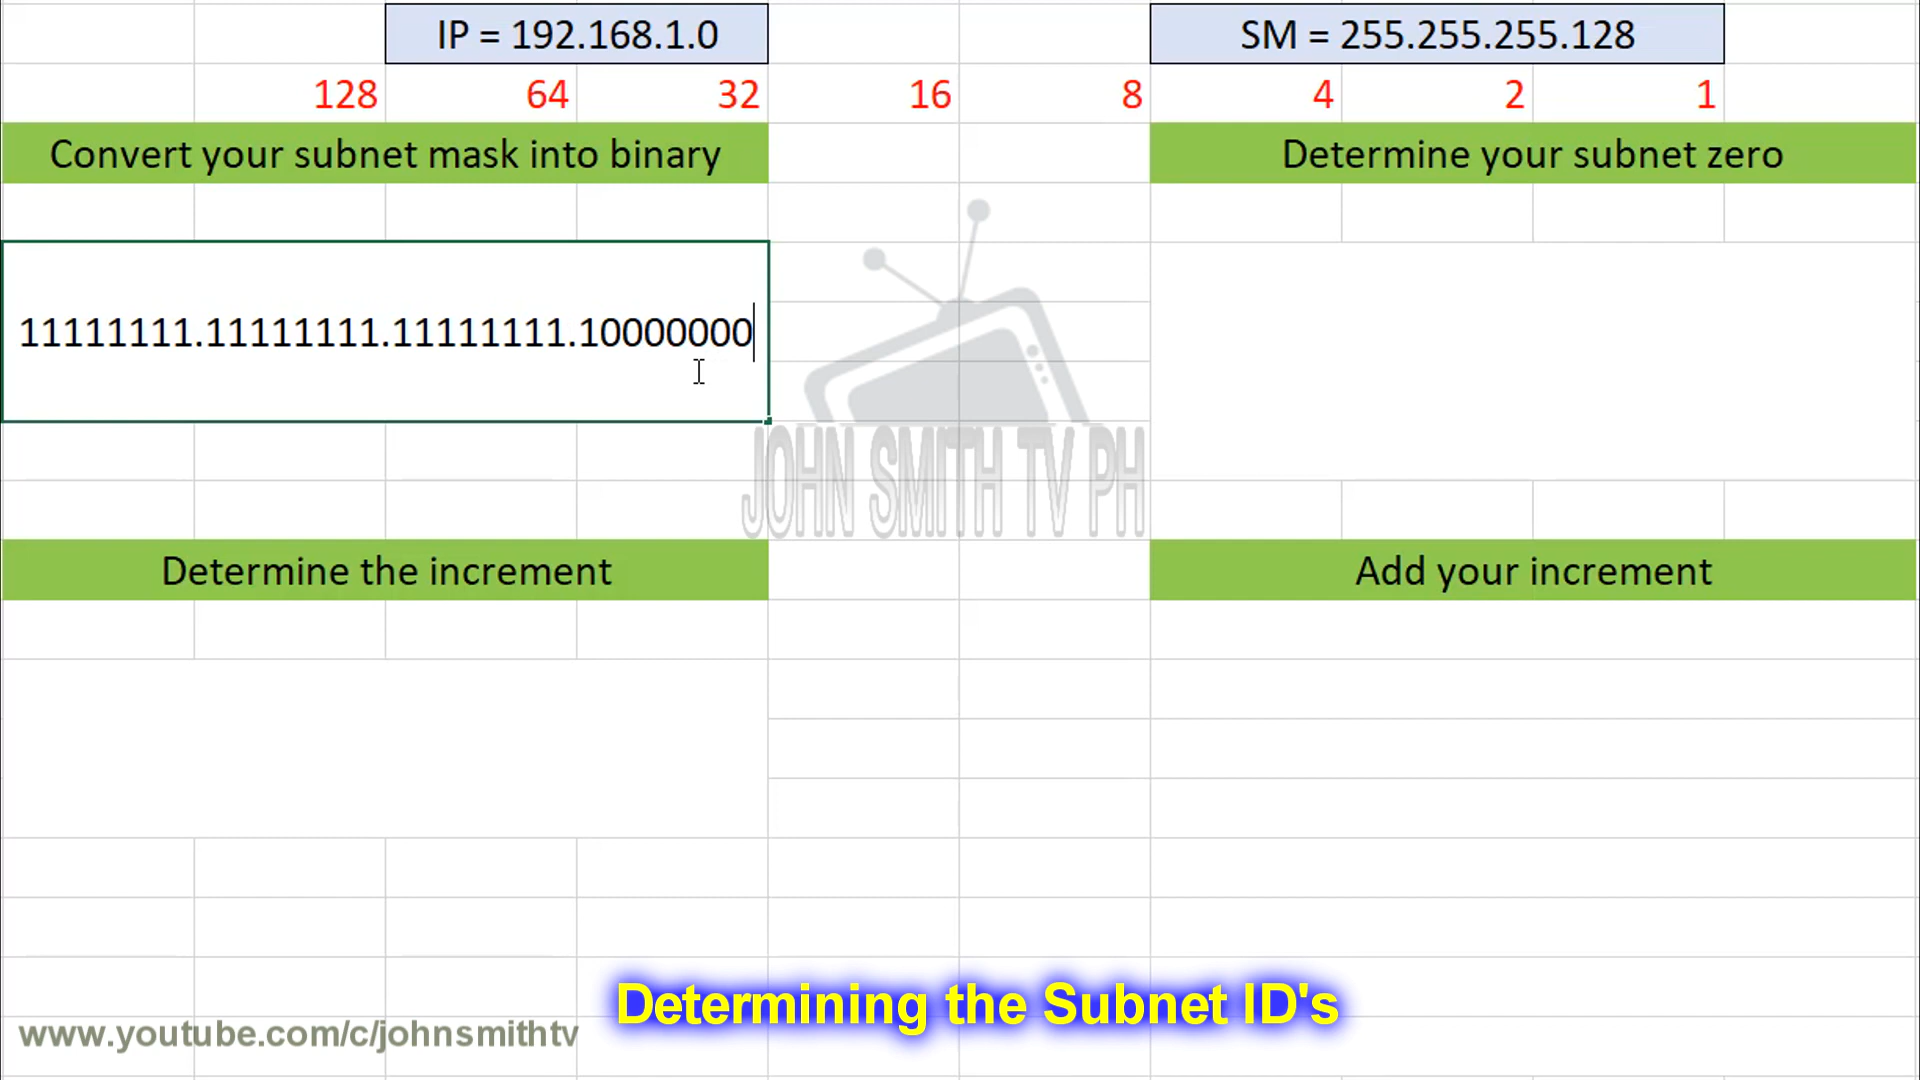 IP = 192.168.1.0
SM = 255.255.255.128
128 64 32 16 8 4 2 1
Convert your subnet mask into binary
Determine your subnet zero
11111111.11111111.11111111.10000000
JOHN SMITH TV PH
Determine the increment
Add your increment
Determining the Subnet ID's
www.youtube.com/c/johnsmithtv